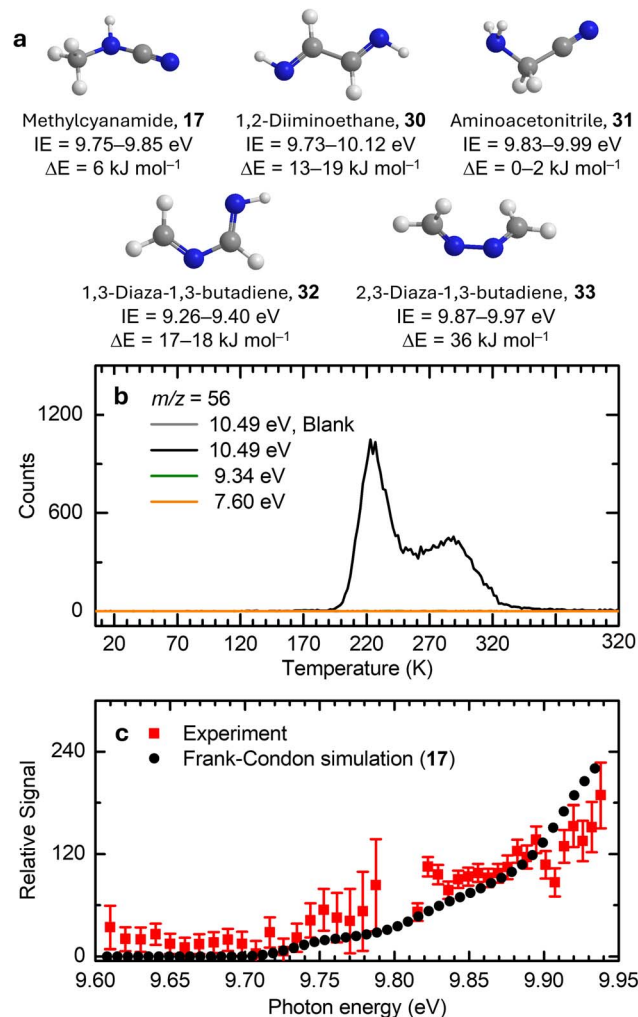 a
Methylcyanamide, 17
IE = 9.75–9.85 eV
ΔE = 6 kJ mol⁻¹
1,2-Diiminoethane, 30
IE = 9.73–10.12 eV
ΔE = 13–19 kJ mol⁻¹
Aminoacetonitrile, 31
IE = 9.83–9.99 eV
ΔE = 0–2 kJ mol⁻¹
1,3-Diaza-1,3-butadiene, 32
IE = 9.26–9.40 eV
ΔE = 17–18 kJ mol⁻¹
2,3-Diaza-1,3-butadiene, 33
IE = 9.87–9.97 eV
ΔE = 36 kJ mol⁻¹
b
m/z = 56
10.49 eV, Blank
10.49 eV
9.34 eV
7.60 eV
Counts
1200
600
0
20 70 120 170 220 270 320 320
Temperature (K)
c
Experiment
Frank-Condon simulation (17)
Relative Signal
240
120
0
9.60 9.65 9.70 9.75 9.80 9.85 9.90 9.95
Photon energy (eV)